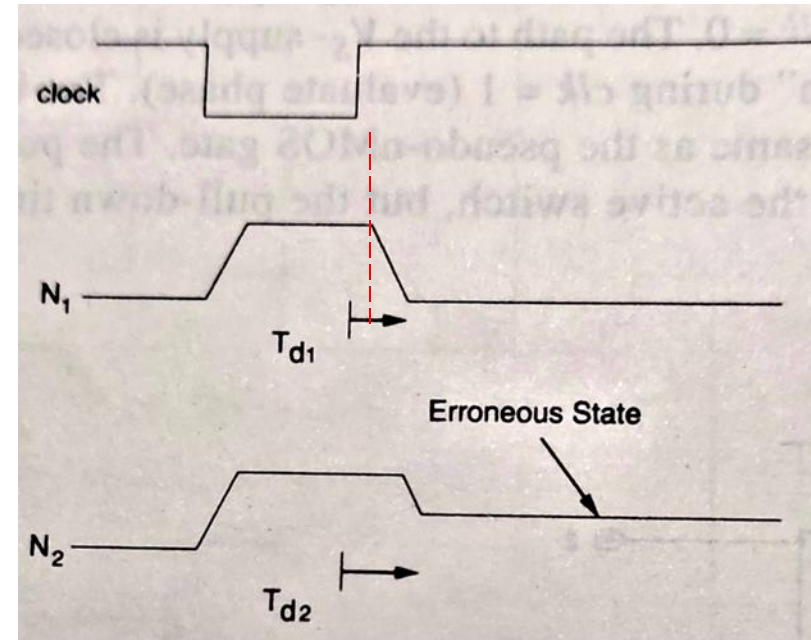 clock
N₁
Td1
Erroneous State
N₂
Td2